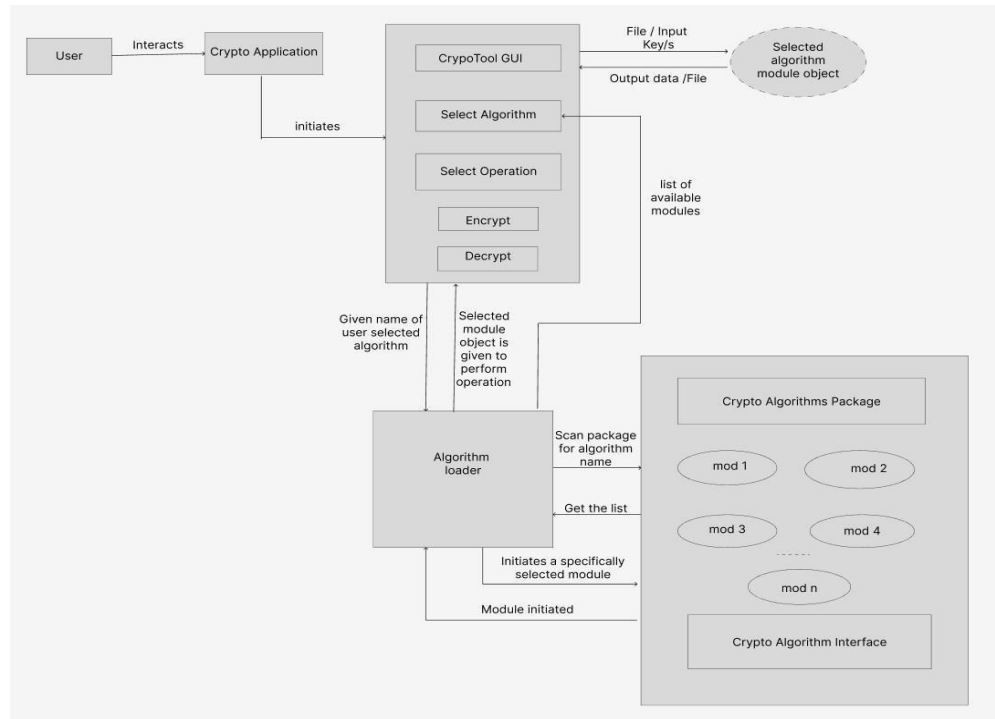 User
Interacts
Crypto Application
initiates
CrypoTool GUI
Select Algorithm
Select Operation
Encrypt
Decrypt
File / Input
Key/s
Output data /File
Selected
algorithm
module object
list of
available
modules
Given name of
user selected
algorithm
Selected
module
object is
given to
perform
operation
Algorithm
loader
Scan package
for algorithm
name
Get the list
Initiates a specifically
selected module
Module initiated
Crypto Algorithms Package
mod 1
mod 2
mod 3
mod 4
mod n
Crypto Algorithm Interface